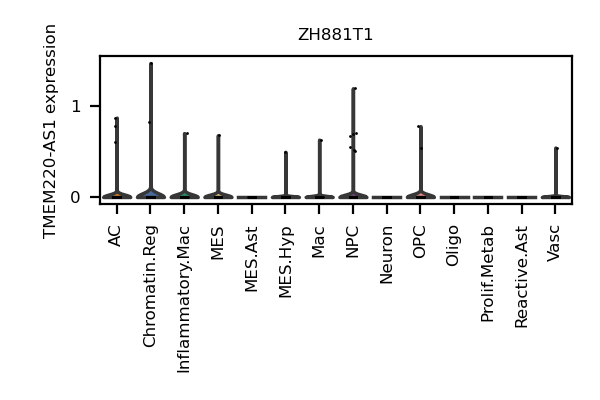 ZH881T1
TMEM220-AS1 expression
1
0
AC
Chromatin.Reg
Inflammatory.Mac
MES
MES.Ast
MES.Hyp
Mac
NPC
Neuron
OPC
Oligo
Prolif.Metab
Reactive.Ast
Vasc